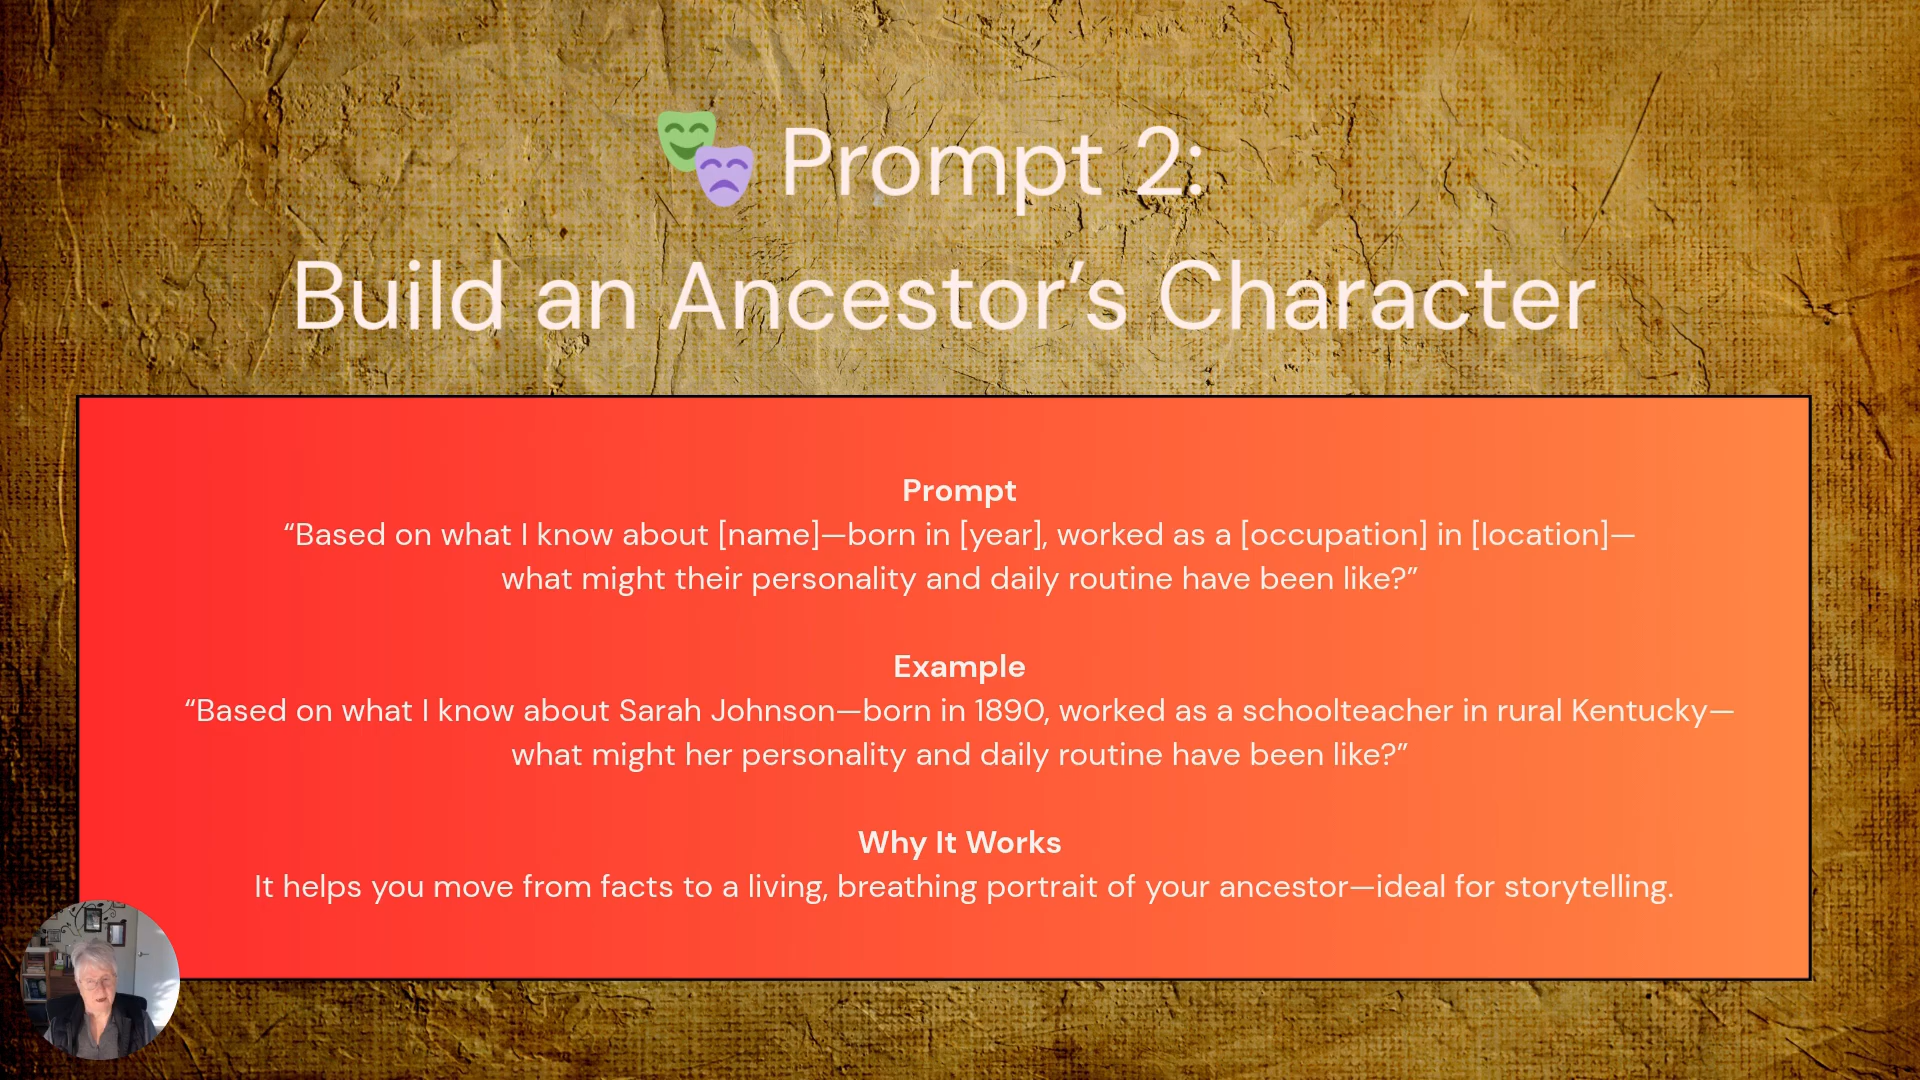 Prompt 2:
Build an Ancestor’s Character
Prompt
“Based on what I know about [name]—born in [year], worked as a [occupation] in [location]—
what might their personality and daily routine have been like?”
Example
“Based on what I know about Sarah Johnson—born in 1890, worked as a schoolteacher in rural Kentucky—
what might her personality and daily routine have been like?”
Why It Works
It helps you move from facts to a living, breathing portrait of your ancestor—ideal for storytelling.